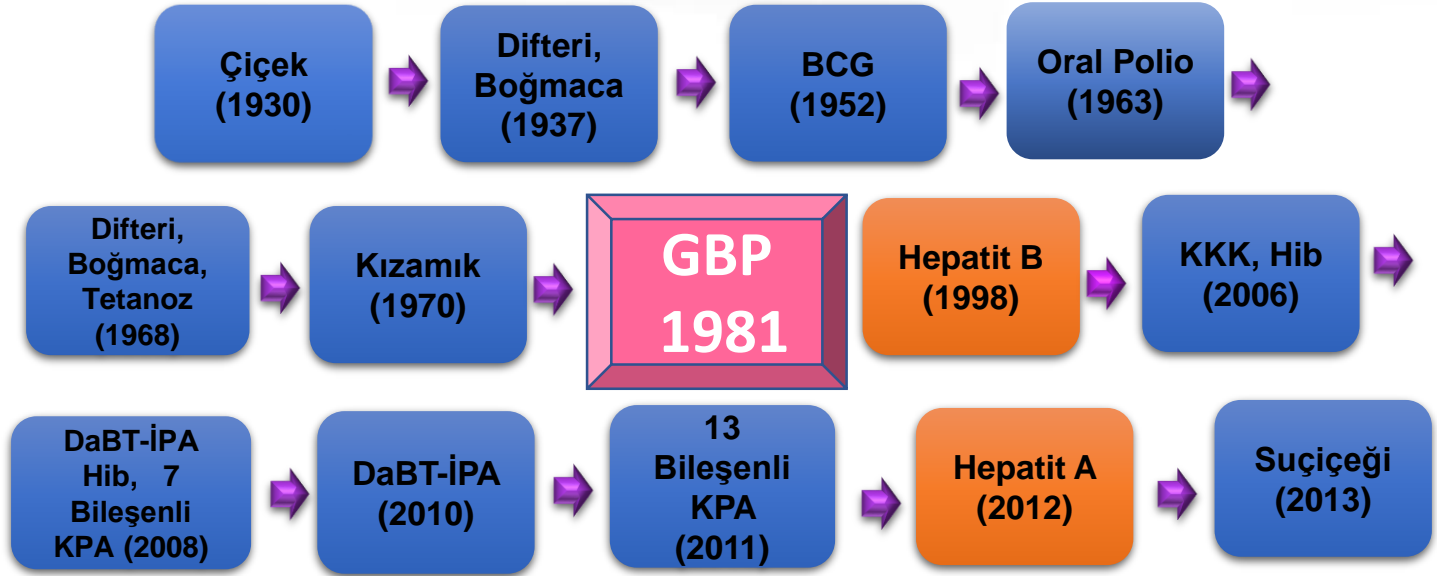 Çiçek
(1930)
Difteri,
Boğmaca
(1937)
BCG
(1952)
Oral Polio
(1963)
Difteri,
Boğmaca,
Tetanoz
(1968)
Kızamık
(1970)
GBP
1981
Hepatit B
(1998)
KKK, Hib
(2006)
DaBT-İPA
Hib, 7
Bileşenli
KPA (2008)
DaBT-İPA
(2010)
13
Bileşenli
KPA
(2011)
Hepatit A
(2012)
Suçiçeği
(2013)